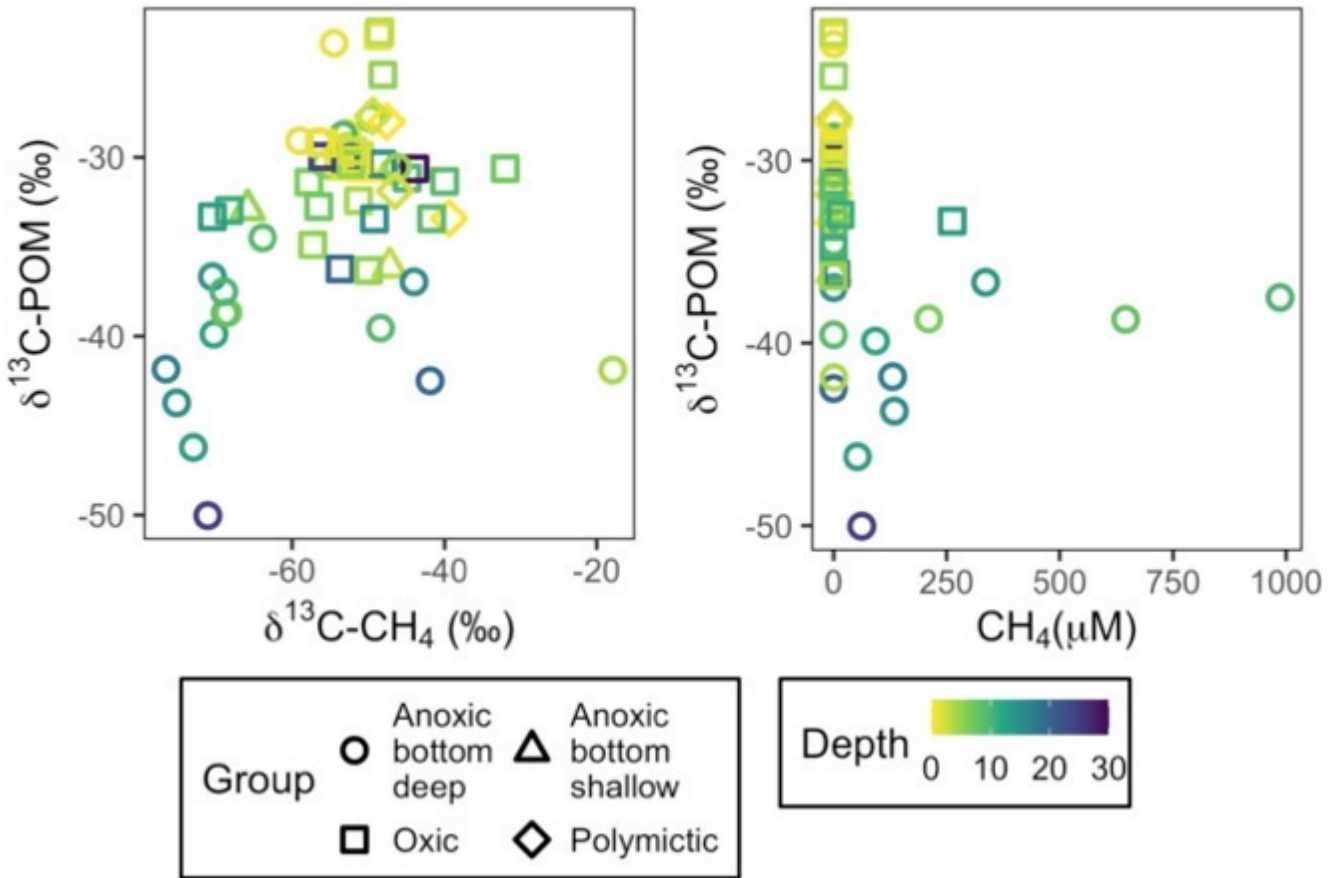 δ¹³C-POM (‰)
-30
-40
-50
-60 -40 -20
δ¹³C-CH₄ (‰)
δ¹³C-POM (‰)
-30
-40
-50
0 250 500 750 1000
CH₄(μM)
Group
Anoxic
bottom
deep
Anoxic
bottom
shallow
Oxic
Polymictic
Depth
0 10 20 30